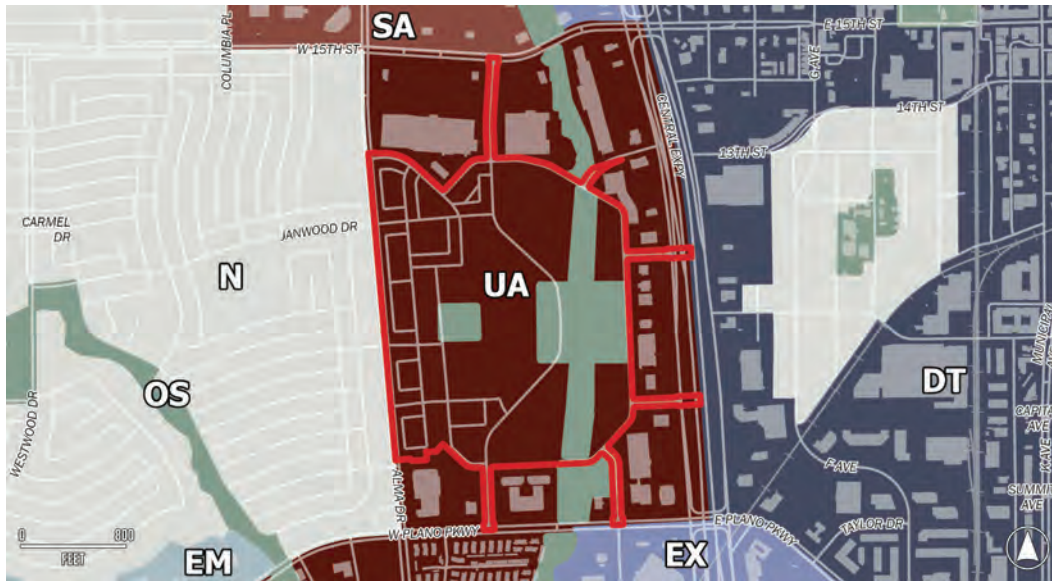 SA
COLUMBIA PL
W 15TH ST
E 15TH ST
G AVE
14TH ST
CENTRAL EXPY
13TH ST
CARMEL
DR
JANWOOD DR
N
UA
OS
WESTWOOD DR
DT
CAPITAL
AVE
K AVE
F AVE
SUMMIT
AVE
ALMA DR
0 800
FEET
W PLANO PKWY
E PLANO PKWY
TAYLOR DR
EM
EX